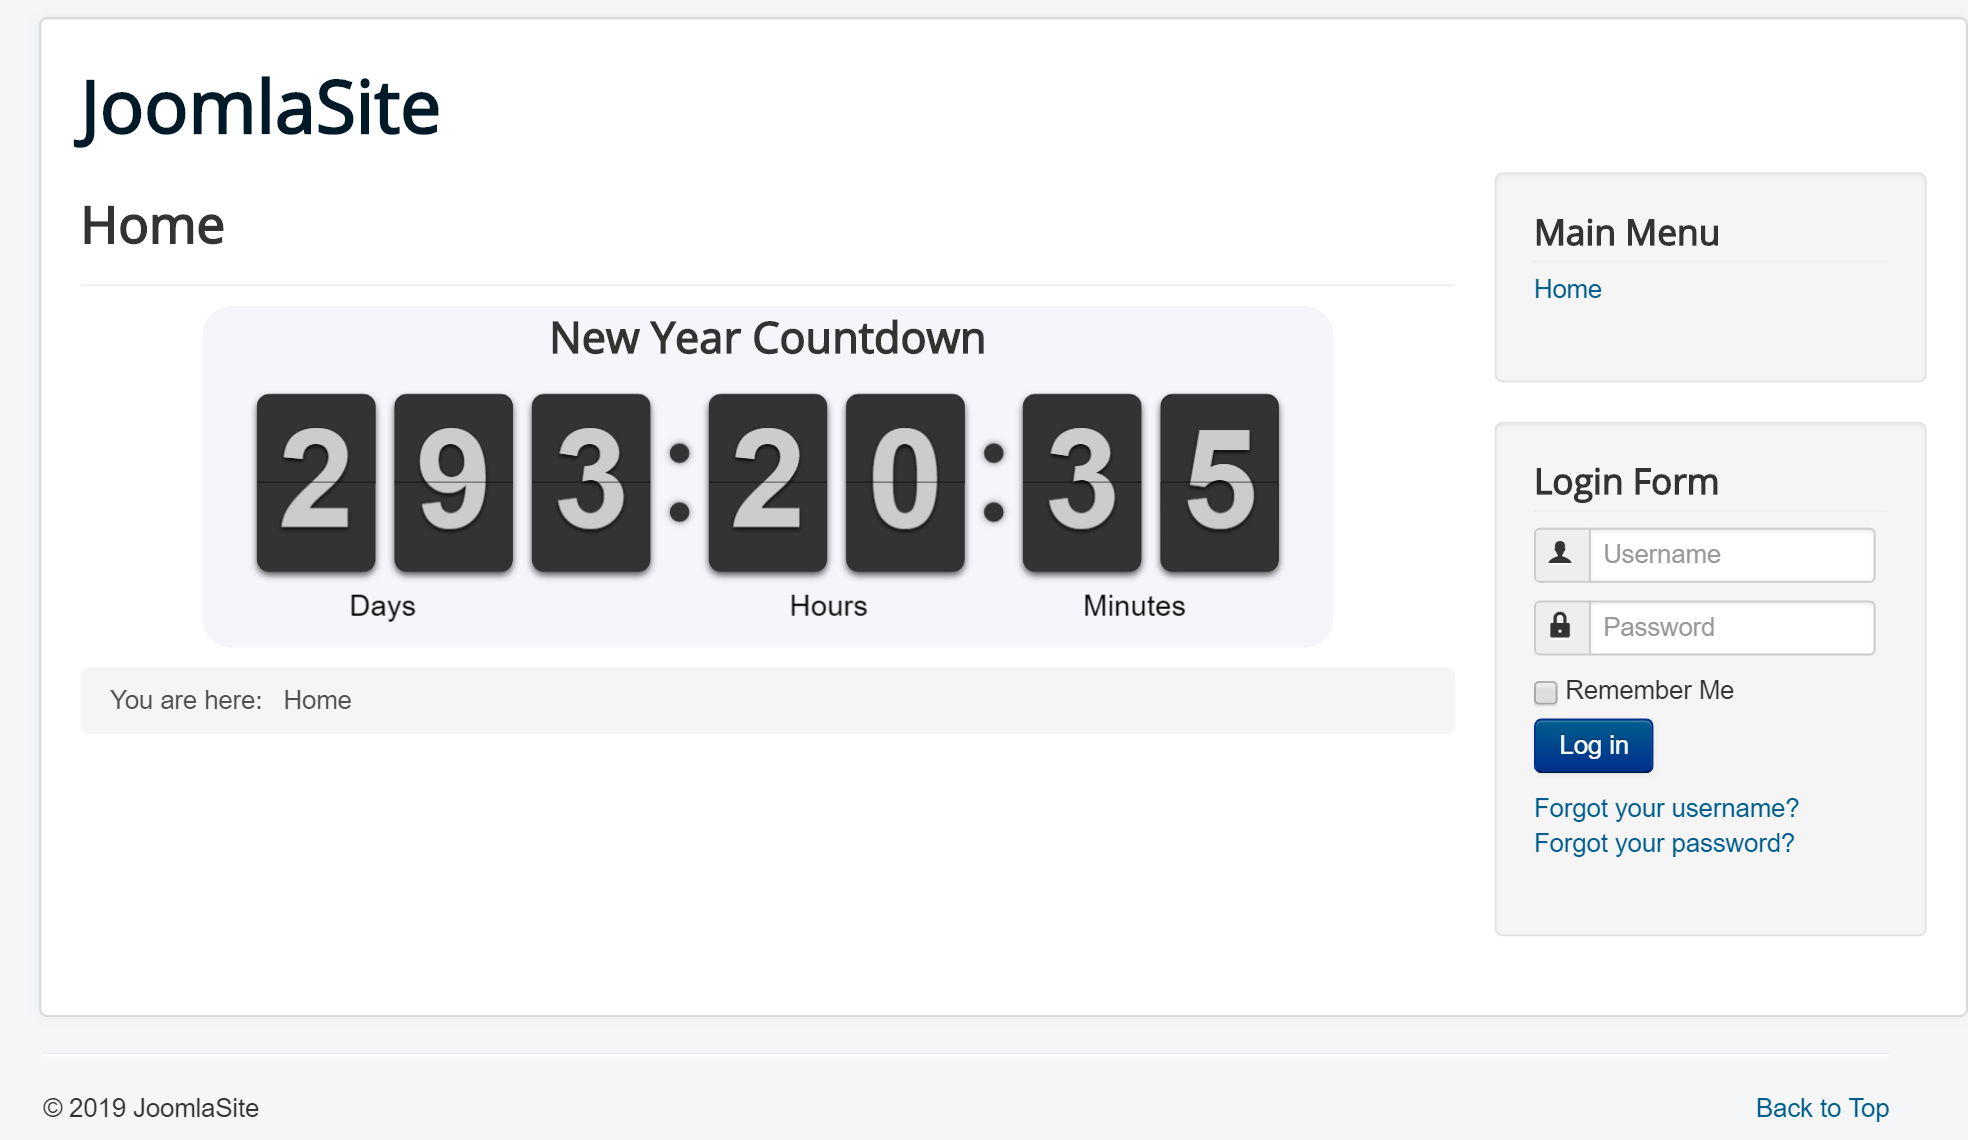 JoomlaSite
Home
New Year Countdown
293:20:35
Days Hours Minutes
You are here: Home
Main Menu
Home
Login Form
Username
Password
Remember Me
Log in
Forgot your username?
Forgot your password?
© 2019 JoomlaSite
Back to Top